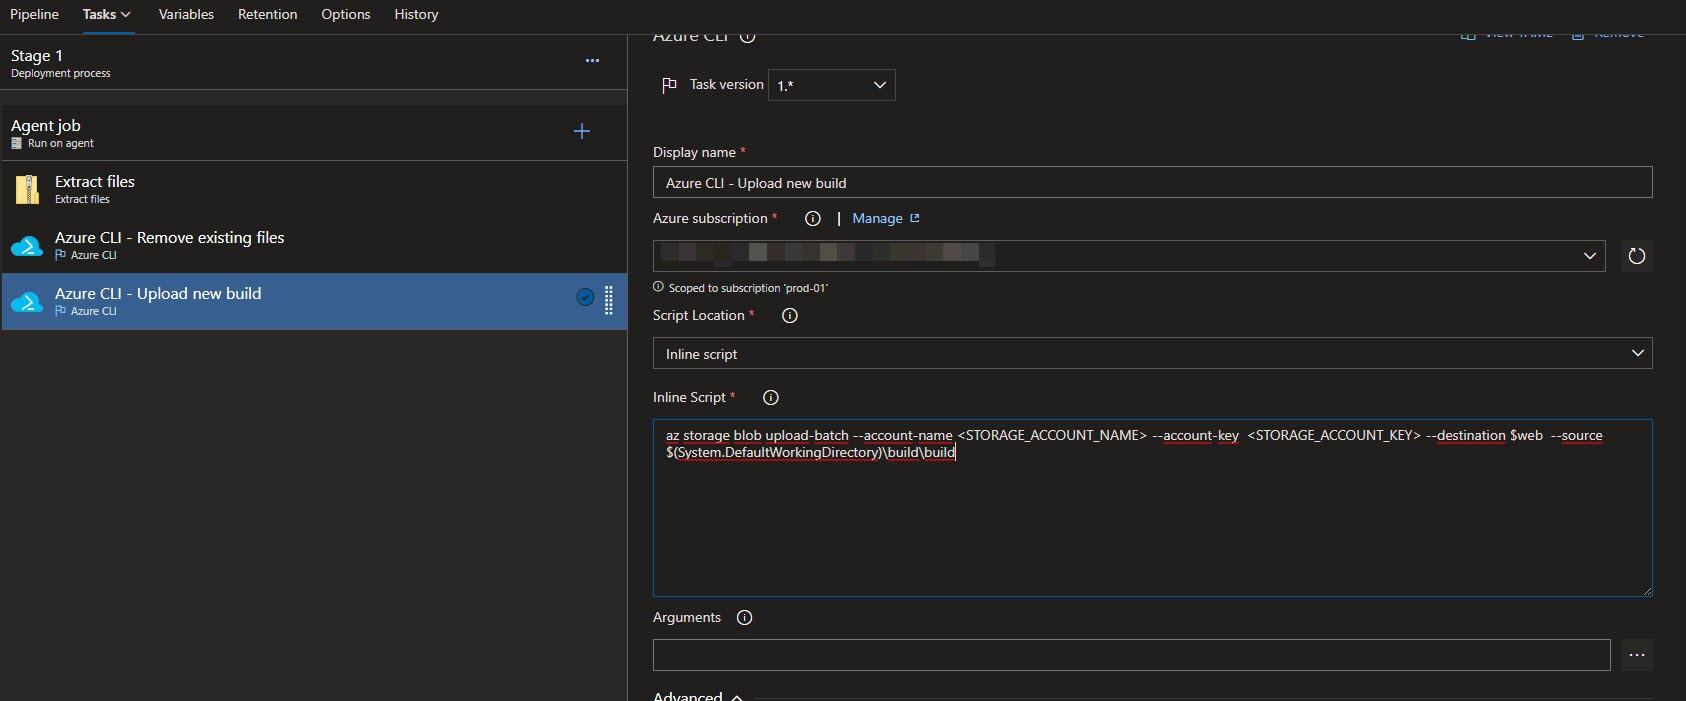 Pipeline Tasks Variables Retention Options History
Stage 1
Deployment process
Agent job
Run on agent
Extract files
Extract files
Azure CLI - Remove existing files
Azure CLI
Azure CLI - Upload new build
Azure CLI
Azure CLI
View YAML Remove
Task version 1.*
Display name *
Azure CLI - Upload new build
Azure subscription * | Manage
Scoped to subscription 'prod-01'
Script Location *
Inline script
Inline Script *
az storage blob upload-batch --account-name <STORAGE_ACCOUNT_NAME> --account-key <STORAGE_ACCOUNT_KEY> --destination $web --source
$(System.DefaultWorkingDirectory)\build\build
Arguments
...
Advanced